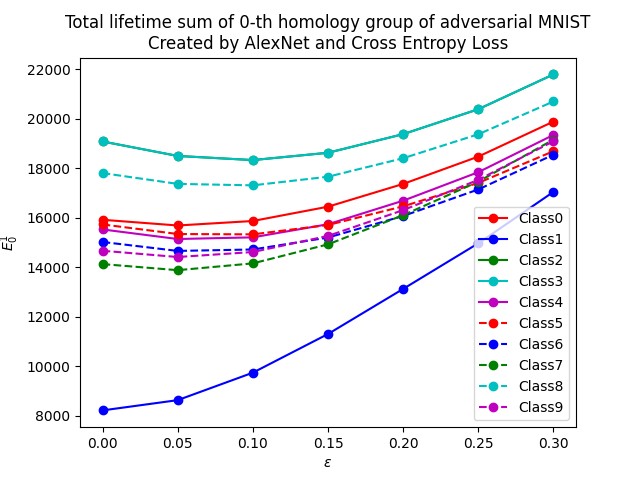 Total lifetime sum of 0-th homology group of adversarial MNIST
Created by AlexNet and Cross Entropy Loss
22000
20000
18000
16000
14000
12000
10000
8000
E₀¹
0.00 0.05 0.10 0.15 0.20 0.25 0.30
ε
Class0
Class1
Class2
Class3
Class4
Class5
Class6
Class7
Class8
Class9